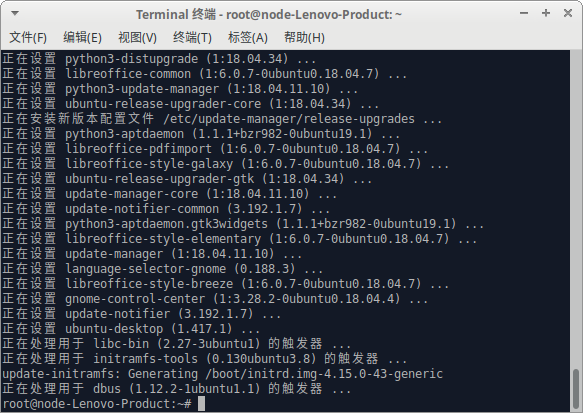 Terminal 终端 - root@node-Lenovo-Product: ~
文件(F) 编辑(E) 视图(V) 终端(T) 标签(A) 帮助(H)
正在设置 python3-distupgrade (1:18.04.34) ...
正在设置 libreoffice-common (1:6.0.7-0ubuntu0.18.04.7) ...
正在设置 python3-update-manager (1:18.04.11.10) ...
正在设置 ubuntu-release-upgrader-core (1:18.04.34) ...
正在安装新版本配置文件 /etc/update-manager/release-upgrades ...
正在设置 python3-aptdaemon (1.1.1+bzr982-0ubuntu19.1) ...
正在设置 libreoffice-pdfimport (1:6.0.7-0ubuntu0.18.04.7) ...
正在设置 libreoffice-style-galaxy (1:6.0.7-0ubuntu0.18.04.7) ...
正在设置 ubuntu-release-upgrader-gtk (1:18.04.34) ...
正在设置 update-manager-core (1:18.04.11.10) ...
正在设置 update-notifier-common (3.192.1.7) ...
正在设置 python3-aptdaemon.gtk3widgets (1.1.1+bzr982-0ubuntu19.1) ...
正在设置 libreoffice-style-elementary (1:6.0.7-0ubuntu0.18.04.7) ...
正在设置 update-manager (1:18.04.11.10) ...
正在设置 language-selector-gnome (0.188.3) ...
正在设置 libreoffice-style-breeze (1:6.0.7-0ubuntu0.18.04.7) ...
正在设置 gnome-control-center (1:3.28.2-0ubuntu0.18.04.4) ...
正在设置 update-notifier (3.192.1.7) ...
正在设置 ubuntu-desktop (1.417.1) ...
正在处理用于 libc-bin (2.27-3ubuntu1) 的触发器 ...
正在处理用于 initramfs-tools (0.130ubuntu3.8) 的触发器 ...
update-initramfs: Generating /boot/initrd.img-4.15.0-43-generic
正在处理用于 dbus (1.12.2-1ubuntu1.1) 的触发器 ...
root@node-Lenovo-Product:~#